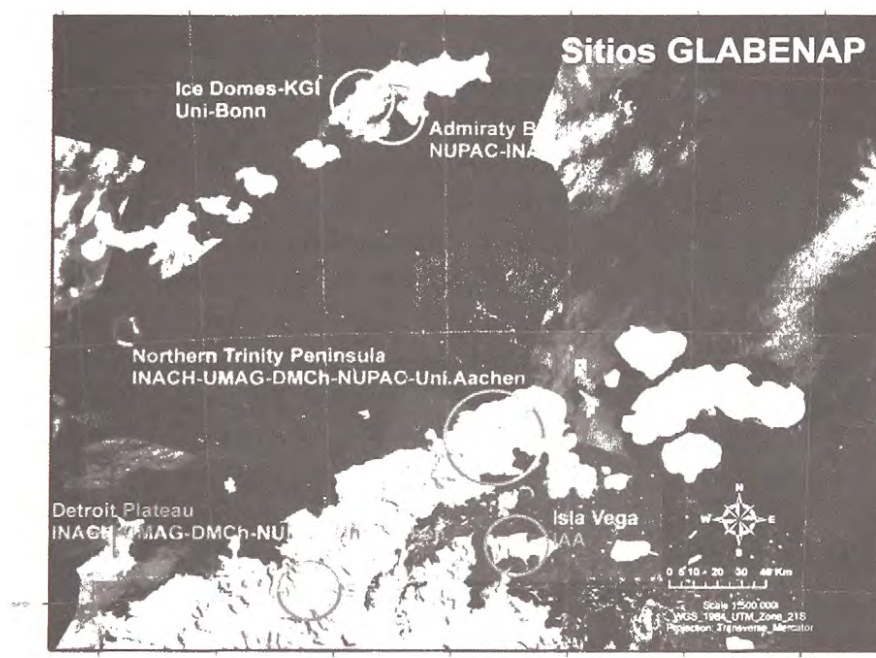 Sitios GLABENAP
Ice Domes-KGI
Uni-Bonn
Admiraty
NUPAC-
Northern Trinity Peninsula
INACH-UMAG-DMCh-NUPAC-Uni.Aachen
Detroit Plateau
Isla Vega
IAA
N
W E
S
0 5 10 20 30 40 Km
Scale 1:500.000
WGS_1984_UTM_Zone_21S
Projection: Transverse_Mercator